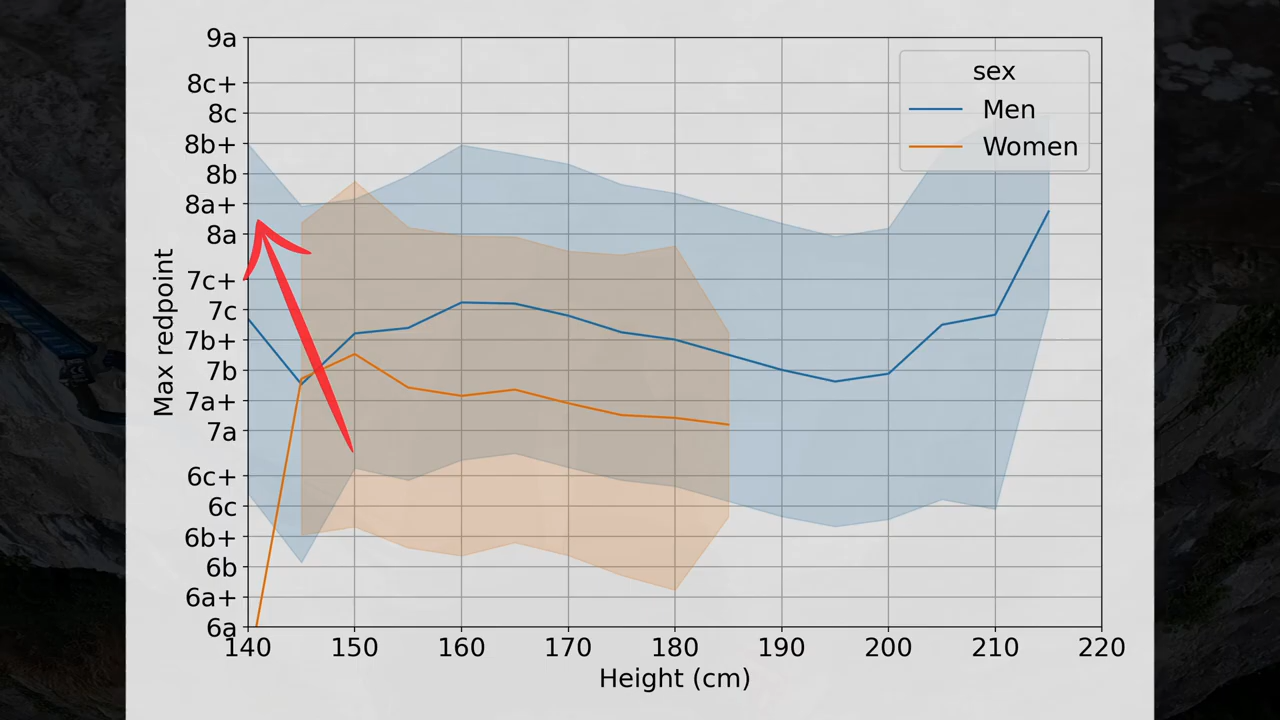 9a
8c+
8c
8b+
8b
8a+
8a
7c+
7c
7b+
7b
7a+
7a
6c+
6c
6b+
6b
6a+
6a
Max redpoint
sex
Men
Women
140 150 160 170 180 190 200 210 220
Height (cm)